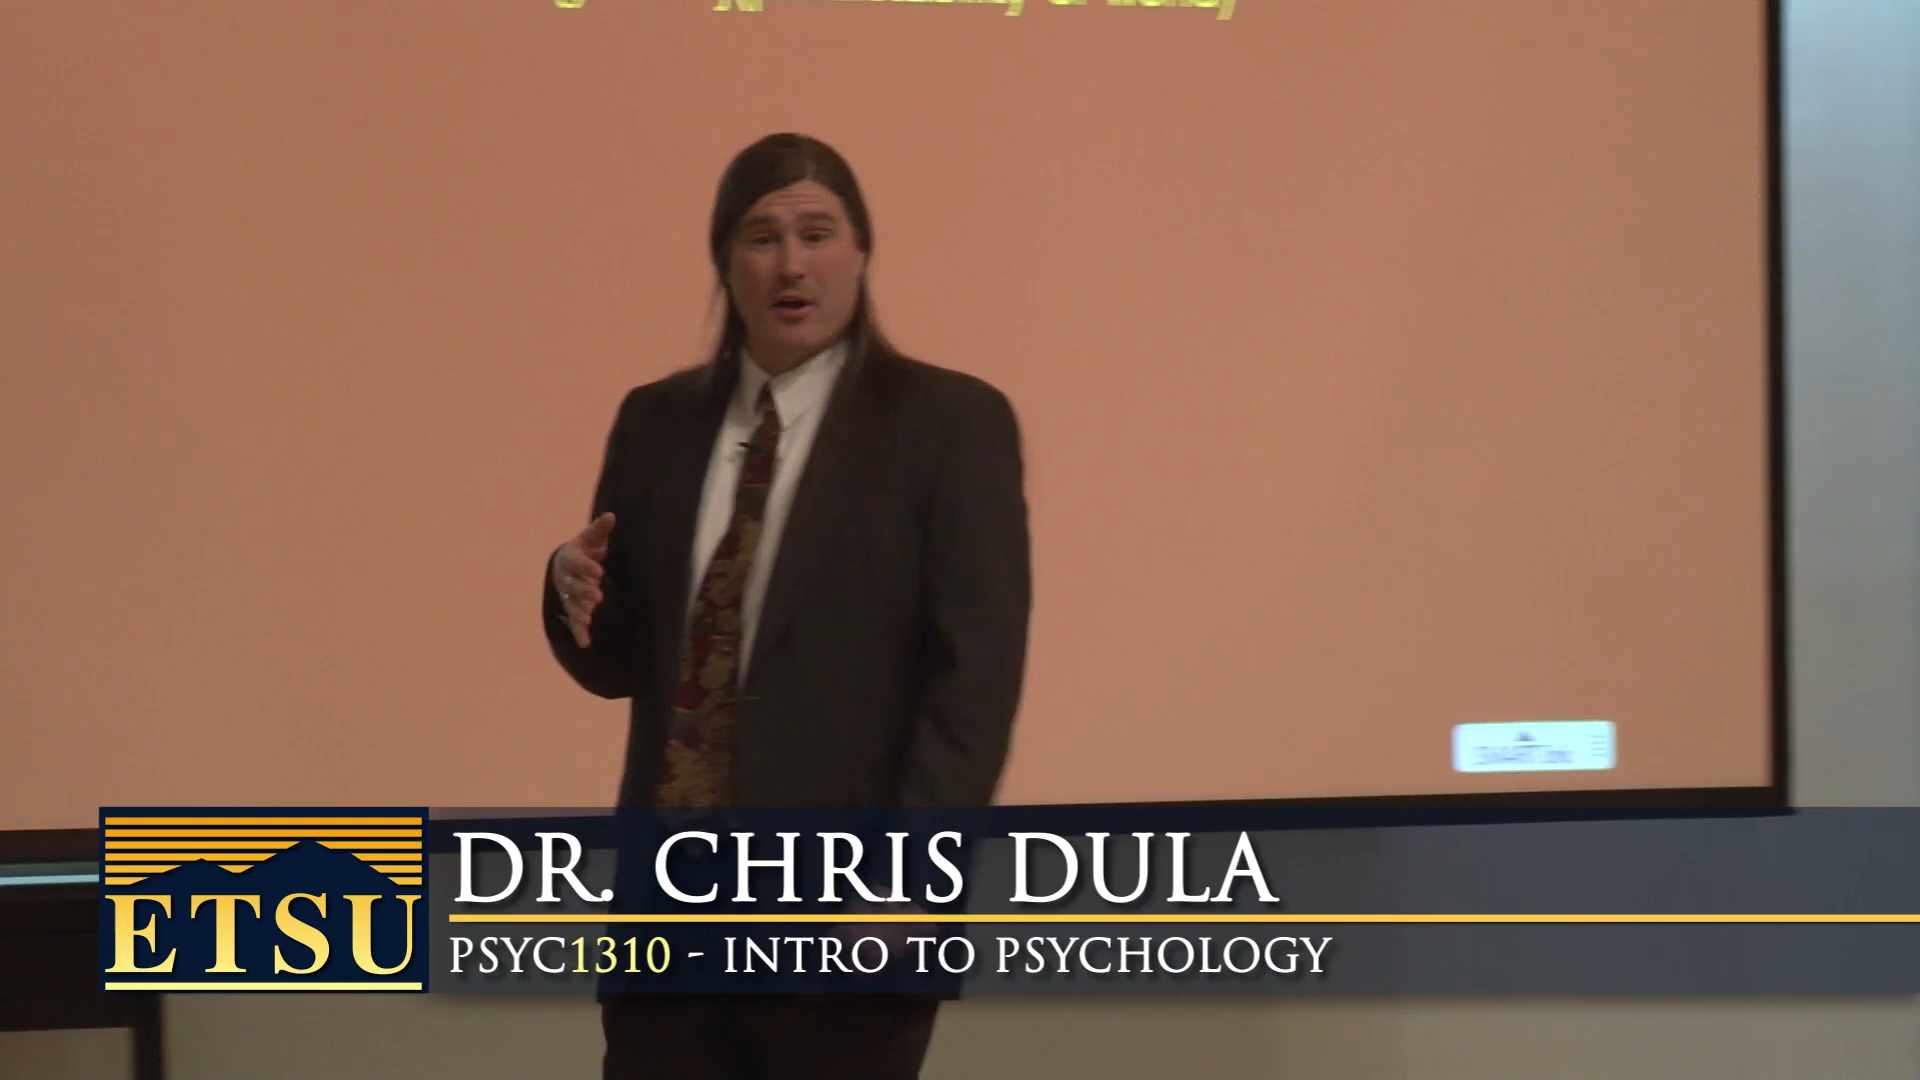 ETSU
DR. CHRIS DULA
PSYC1310 - INTRO TO PSYCHOLOGY